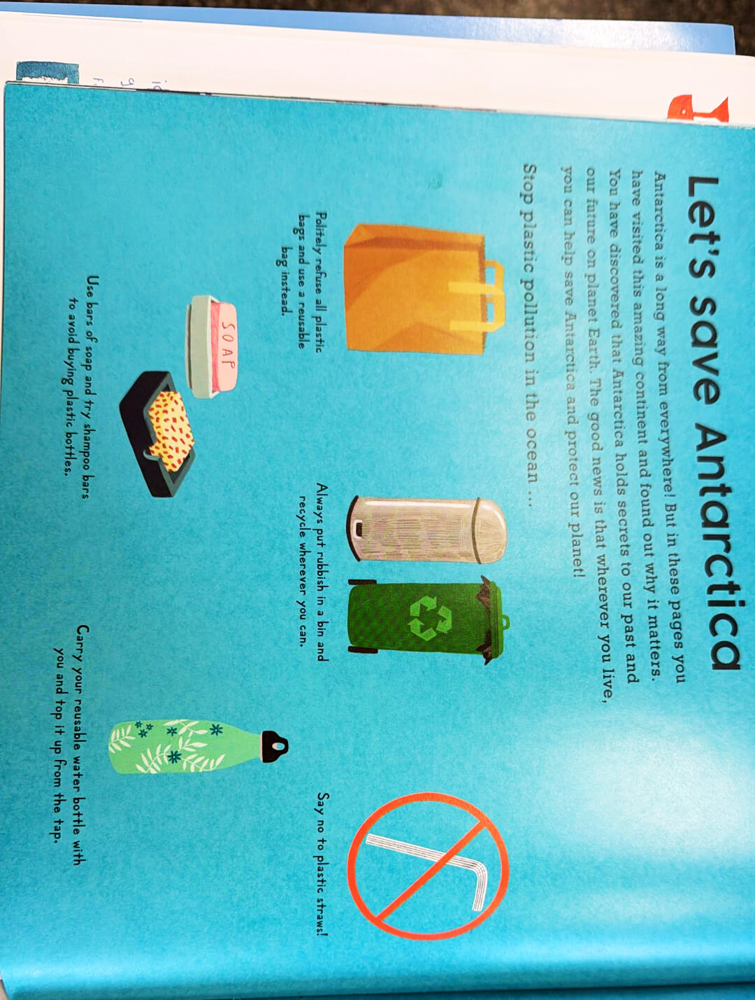 Let's save Antarctica
Antarctica is a long way from everywhere! But in these pages you
have visited this amazing continent and found out why it matters.
You have discovered that Antarctica holds secrets to our past and
our future on planet Earth. The good news is that wherever you live,
you can help save Antarctica and protect our planet!
Stop plastic pollution in the ocean ...
Politely refuse all plastic
bags and use a reusable
bag instead.
Always put rubbish in a bin and
recycle wherever you can.
Say no to plastic straws!
SOAP
Use bars of soap and try shampoo bars
to avoid buying plastic bottles.
Carry your reusable water bottle with
you and top it up from the tap.